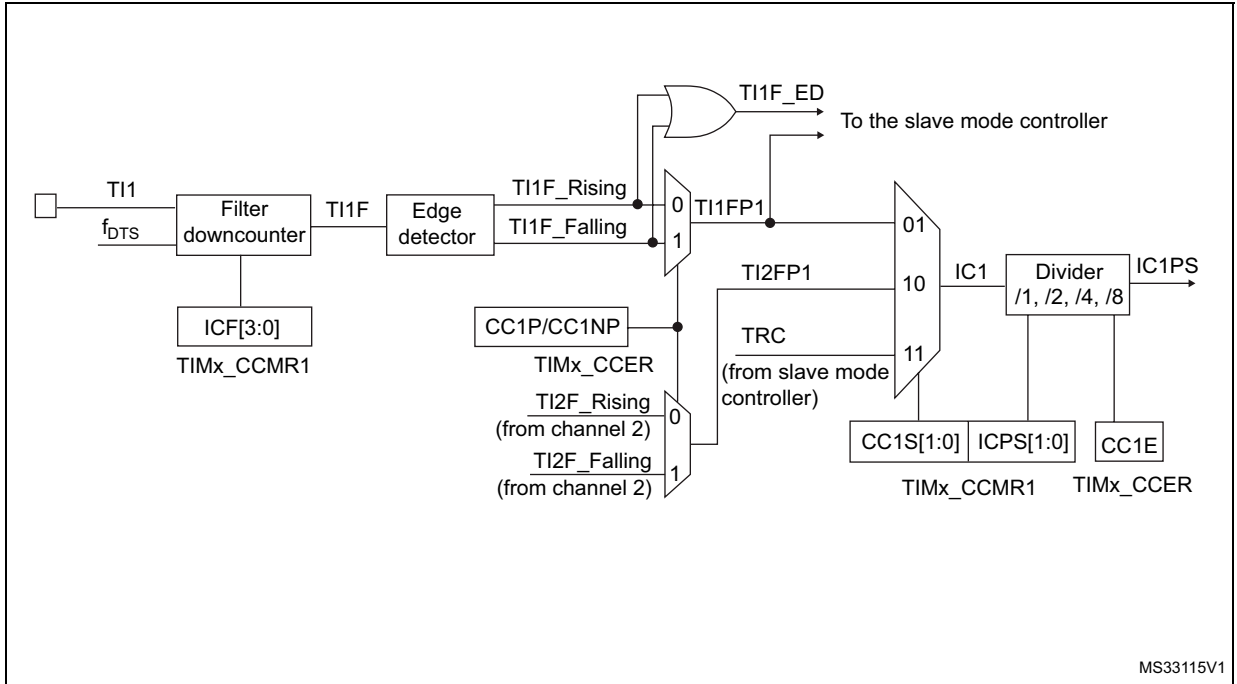 TI1F_ED
To the slave mode controller
TI1
f_DTS
Filter
downcounter
TI1F
Edge
detector
TI1F_Rising
TI1F_Falling
0
1
TI1FP1
01
10
11
TI2FP1
TRC
(from slave mode
controller)
IC1
Divider
/1, /2, /4, /8
IC1PS
ICF[3:0]
TIMx_CCMR1
CC1P/CC1NP
TIMx_CCER
TI2F_Rising
(from channel 2)
TI2F_Falling
(from channel 2)
0
1
CC1S[1:0]
ICPS[1:0]
TIMx_CCMR1
CC1E
TIMx_CCER
MS33115V1